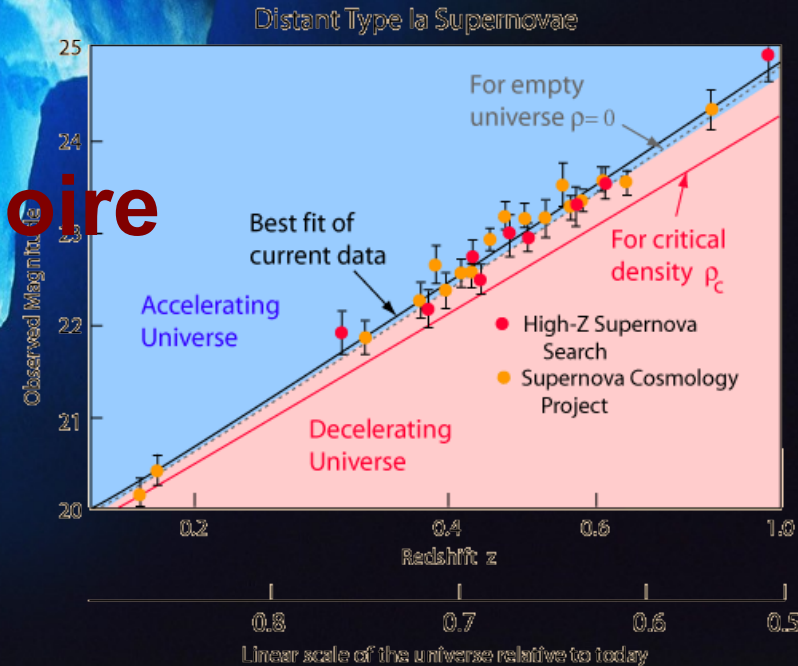 Distant Type Ia Supernovae
25
For empty
universe ρ= 0
24
oire
Observed Magnitude
23
Best fit of
current data
For critical
density ρc
Accelerating
Universe
22
High-Z Supernova
Search
Supernova Cosmology
Project
21
Decelerating
Universe
20
0.2 0.4 0.6 1.0
Redshift z
0.8 0.7 0.6 0.5
Linear scale of the universe relative to today